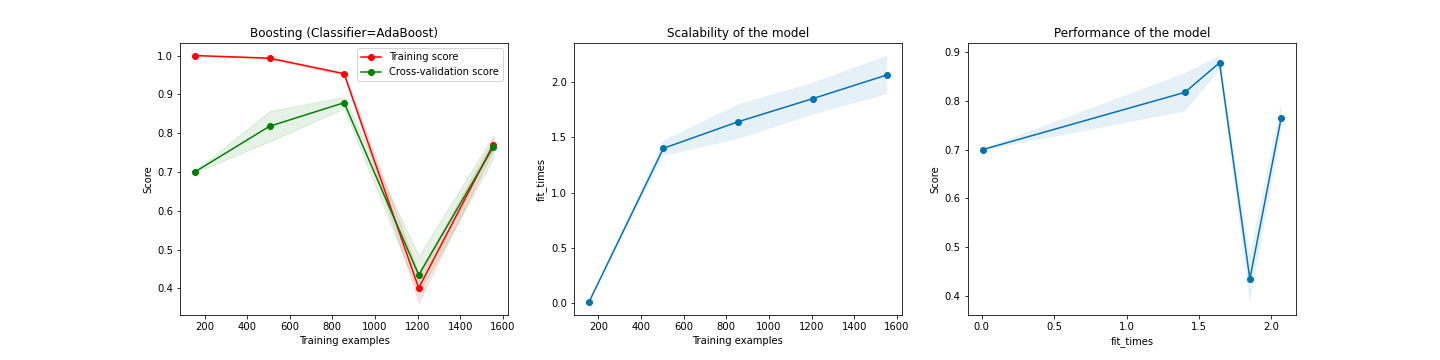 Boosting (Classifier=AdaBoost)
Training score
Cross-validation score
1.0
0.9
0.8
0.7
0.6
0.5
0.4
Score
200 400 600 800 1000 1200 1400 1600
Training examples
Scalability of the model
2.0
1.5
1.0
0.5
0.0
fit_times
200 400 600 800 1000 1200 1400 1600
Training examples
Performance of the model
0.9
0.8
0.7
0.6
0.5
0.4
Score
0.0 0.5 1.0 1.5 2.0
fit_times